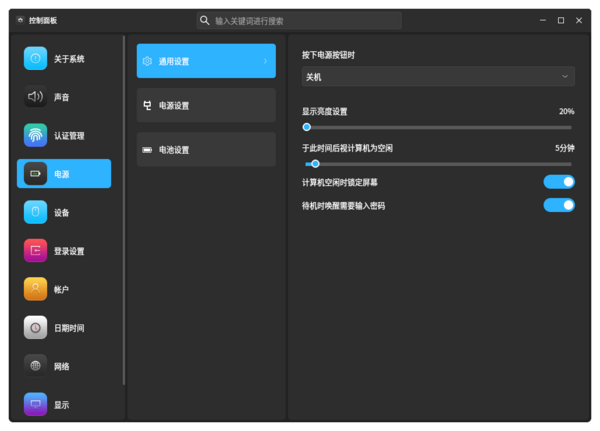 控制面板
输入关键词进行搜索
关于系统
声音
认证管理
电源
设备
登录设置
帐户
日期时间
网络
显示
通用设置
电源设置
电池设置
按下电源按钮时
关机
显示亮度设置 20%
于此时间后视计算机为空闲 5分钟
计算机空闲时锁定屏幕
待机时唤醒需要输入密码